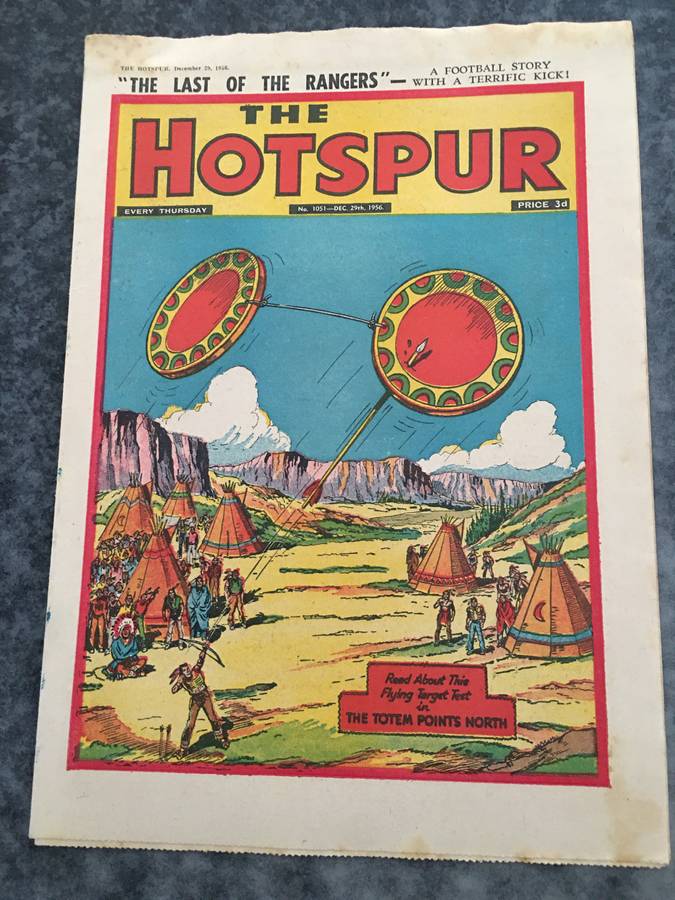 THE HOTSPUR, December 29, 1956.
"THE LAST OF THE RANGERS"—
A FOOTBALL STORY
WITH A TERRIFIC KICK!
THE
HOTSPUR
EVERY THURSDAY
No. 1051—DEC. 29th, 1956.
PRICE 3d
Read About This
Flying Target Test
in
THE TOTEM POINTS NORTH